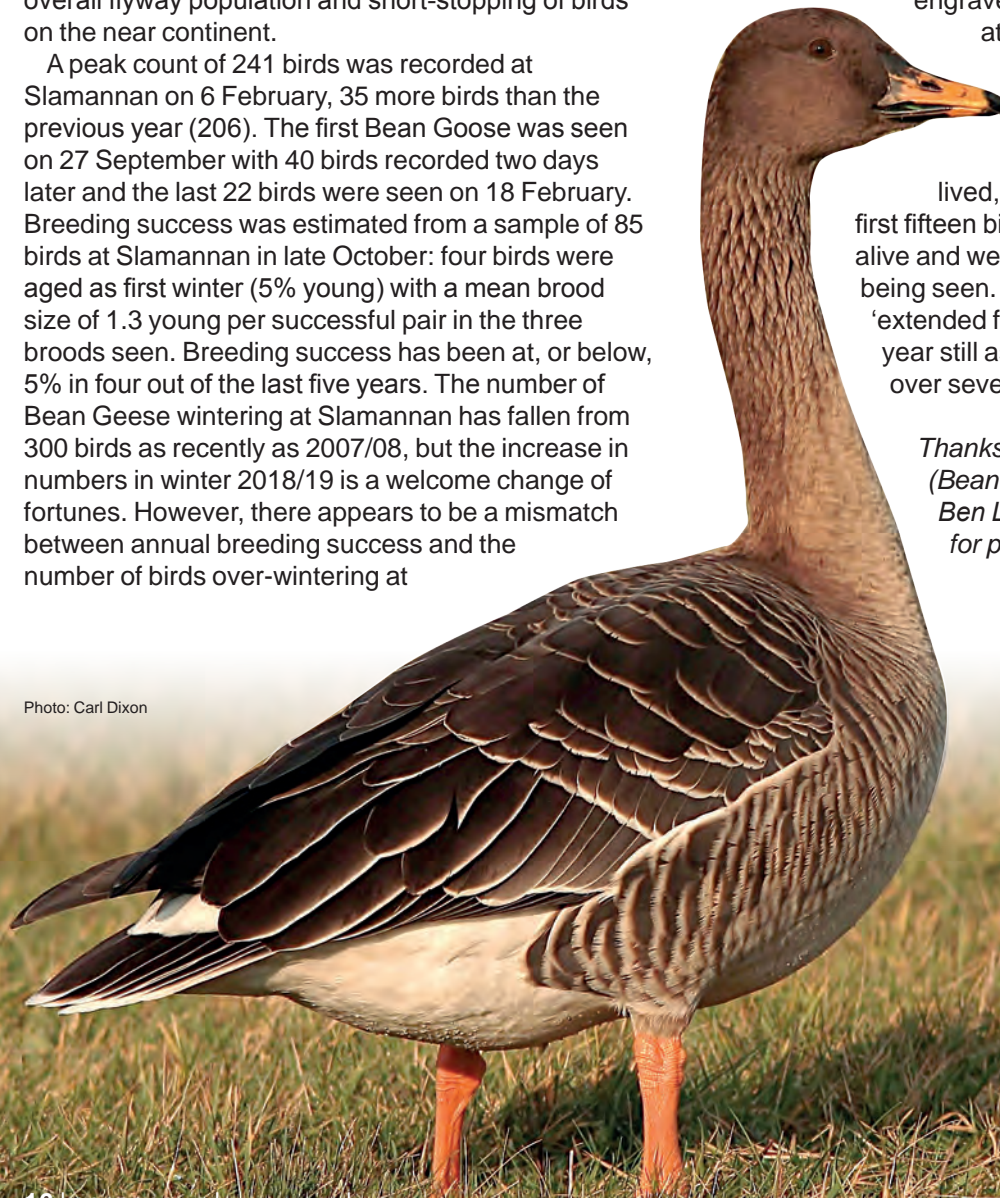 overall flyway population and short-stopping of birds
on the near continent.
A peak count of 241 birds was recorded at
Slamannan on 6 February, 35 more birds than the
previous year (206). The first Bean Goose was seen
on 27 September with 40 birds recorded two days
later and the last 22 birds were seen on 18 February.
Breeding success was estimated from a sample of 85
birds at Slamannan in late October: four birds were
aged as first winter (5% young) with a mean brood
size of 1.3 young per successful pair in the three
broods seen. Breeding success has been at, or below,
5% in four out of the last five years. The number of
Bean Geese wintering at Slamannan has fallen from
300 birds as recently as 2007/08, but the increase in
numbers in winter 2018/19 is a welcome change of
fortunes. However, there appears to be a mismatch
between annual breeding success and the
number of birds over-wintering at
Photo: Carl Dixon
at
lived,
first fifteen
alive and
being seen.
‘extended
year still
over
Thanks
(Bean
Ben
for